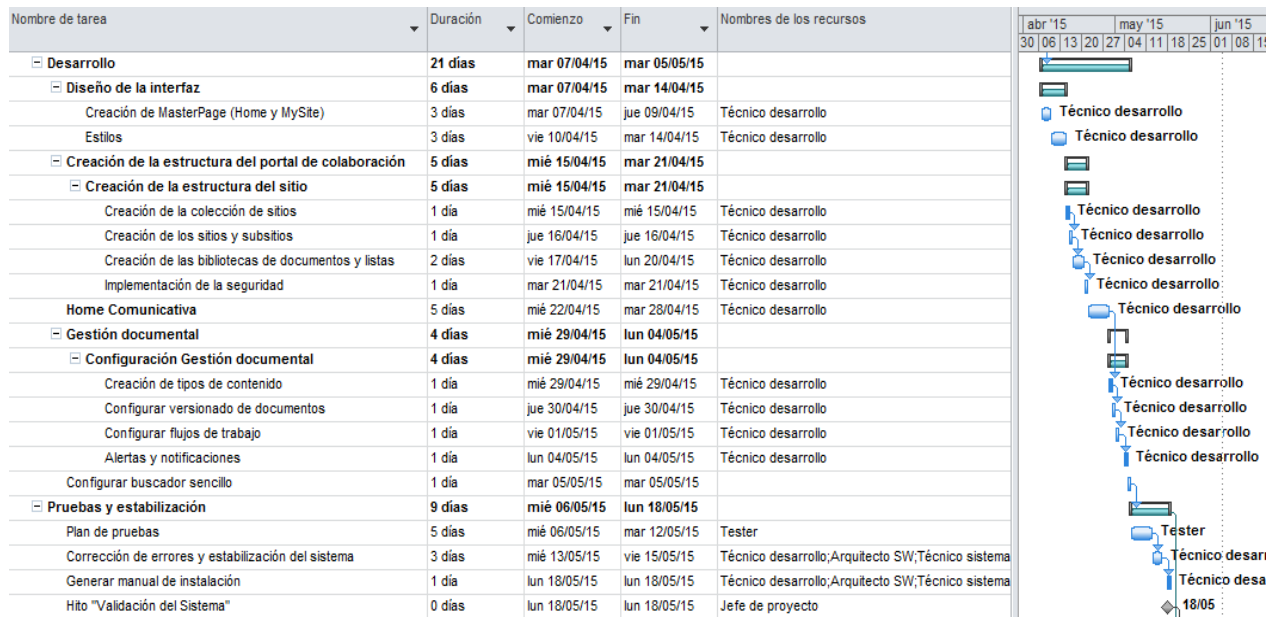 Nombre de tarea Duración Comienzo Fin Nombres de los recursos abr '15 may '15 jun '15
30 06 13 20 27 04 11 18 25 01 08
Desarrollo 21 días mar 07/04/15 mar 05/05/15
Diseño de la interfaz 6 días mar 07/04/15 mar 14/04/15
Creación de MasterPage (Home y MySite) 3 días mar 07/04/15 jue 09/04/15 Técnico desarrollo Técnico desarrollo
Estilos 3 días vie 10/04/15 mar 14/04/15 Técnico desarrollo Técnico desarrollo
Creación de la estructura del portal de colaboración 5 días mié 15/04/15 mar 21/04/15
Creación de la estructura del sitio 5 días mié 15/04/15 mar 21/04/15
Creación de la colección de sitios 1 día mié 15/04/15 mié 15/04/15 Técnico desarrollo Técnico desarrollo
Creación de los sitios y subsitios 1 día jue 16/04/15 jue 16/04/15 Técnico desarrollo Técnico desarrollo
Creación de las bibliotecas de documentos y listas 2 días vie 17/04/15 lun 20/04/15 Técnico desarrollo Técnico desarrollo
Implementación de la seguridad 1 día mar 21/04/15 mar 21/04/15 Técnico desarrollo Técnico desarrollo
Home Comunicativa 5 días mié 22/04/15 mar 28/04/15 Técnico desarrollo Técnico desarrollo
Gestión documental 4 días mié 29/04/15 lun 04/05/15
Configuración Gestión documental 4 días mié 29/04/15 lun 04/05/15
Creación de tipos de contenido 1 día mié 29/04/15 mié 29/04/15 Técnico desarrollo Técnico desarrollo
Configurar versionado de documentos 1 día jue 30/04/15 jue 30/04/15 Técnico desarrollo Técnico desarrollo
Configurar flujos de trabajo 1 día vie 01/05/15 vie 01/05/15 Técnico desarrollo Técnico desarrollo
Alertas y notificaciones 1 día lun 04/05/15 lun 04/05/15 Técnico desarrollo Técnico desarrollo
Configurar buscador sencillo 1 día mar 05/05/15 mar 05/05/15
Pruebas y estabilización 9 días mié 06/05/15 lun 18/05/15
Plan de pruebas 5 días mié 06/05/15 mar 12/05/15 Tester Tester
Corrección de errores y estabilización del sistema 3 días mié 13/05/15 vie 15/05/15 Técnico desarrollo;Arquitecto SW;Técnico sistema Técnico desar
Generar manual de instalación 1 día lun 18/05/15 lun 18/05/15 Técnico desarrollo;Arquitecto SW;Técnico sistema Técnico desa
Hito "Validación del Sistema" 0 días lun 18/05/15 lun 18/05/15 Jefe de proyecto 18/05